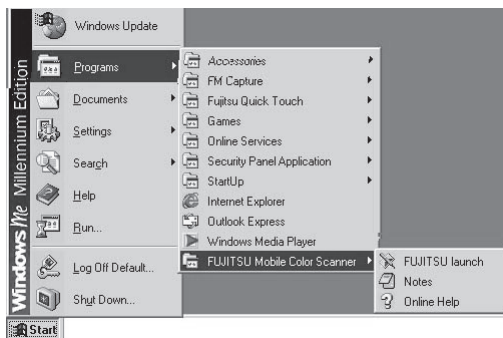 Windows Me Millennium Edition
Windows Update
Programs
Documents
Settings
Search
Help
Run...
Log Off Default...
Shut Down...
Start
Accessories
FM Capture
Fujitsu Quick Touch
Games
Online Services
Security Panel Application
StartUp
Internet Explorer
Outlook Express
Windows Media Player
FUJITSU Mobile Color Scanner
FUJITSU launch
Notes
Online Help